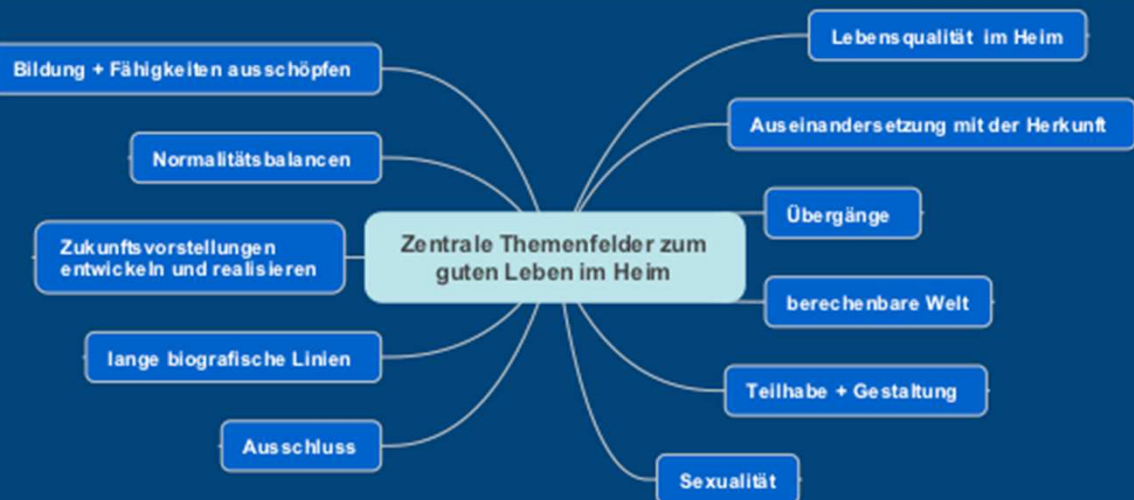 Zentrale Themenfelder zum
guten Leben im Heim
Bildung + Fähigkeiten ausschöpfen
Normalitätsbalancen
Zukunftsvorstellungen
entwickeln und realisieren
lange biografische Linien
Ausschluss
Lebensqualität im Heim
Auseinandersetzung mit der Herkunft
Übergänge
berechenbare Welt
Teilhabe + Gestaltung
Sexualität